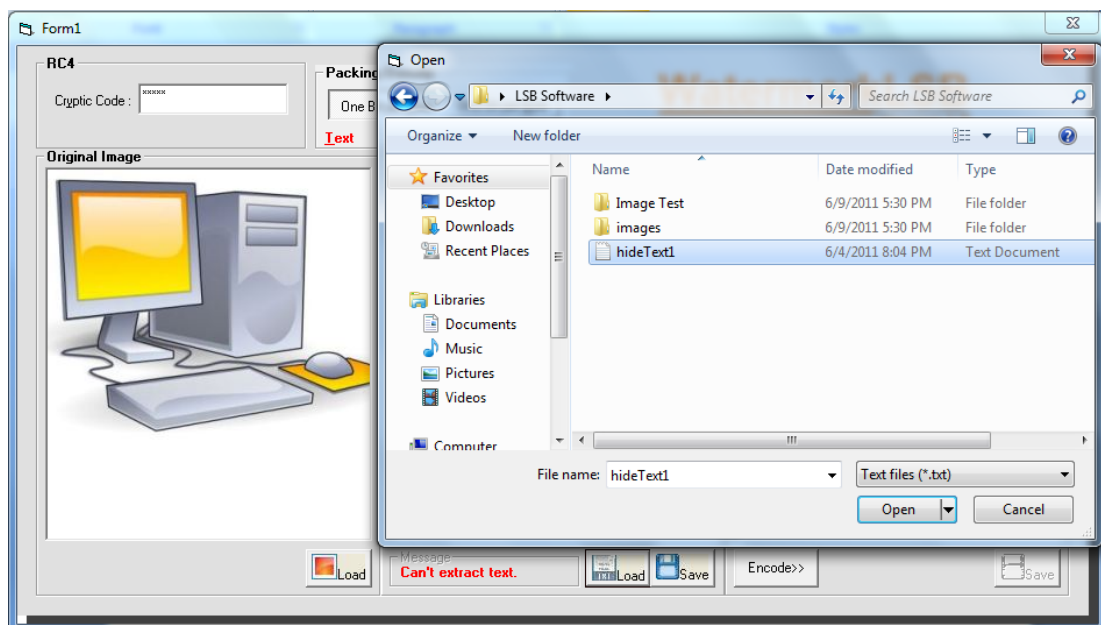 Form1
RC4
Cryptic Code : xxxxx
Packing
One B
Text
Original Image
Load
Open
LSB Software
Search LSB Software
Organize
New folder
Favorites
Desktop
Downloads
Recent Places
Libraries
Documents
Music
Pictures
Videos
Computer
Name Date modified Type
Image Test 6/9/2011 5:30 PM File folder
images 6/9/2011 5:30 PM File folder
hideText1 6/4/2011 8:04 PM Text Document
File name: hideText1 Text files (*.txt)
Open Cancel
Message
Can't extract text.
Load Save
Encode>>
Save